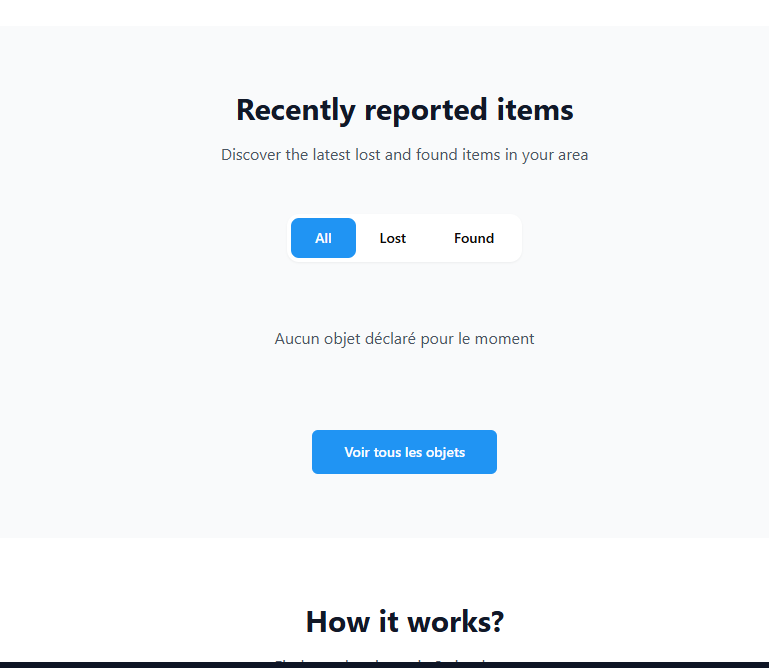 Recently reported items
Discover the latest lost and found items in your area
All
Lost
Found
Aucun objet déclaré pour le moment
Voir tous les objets
How it works?